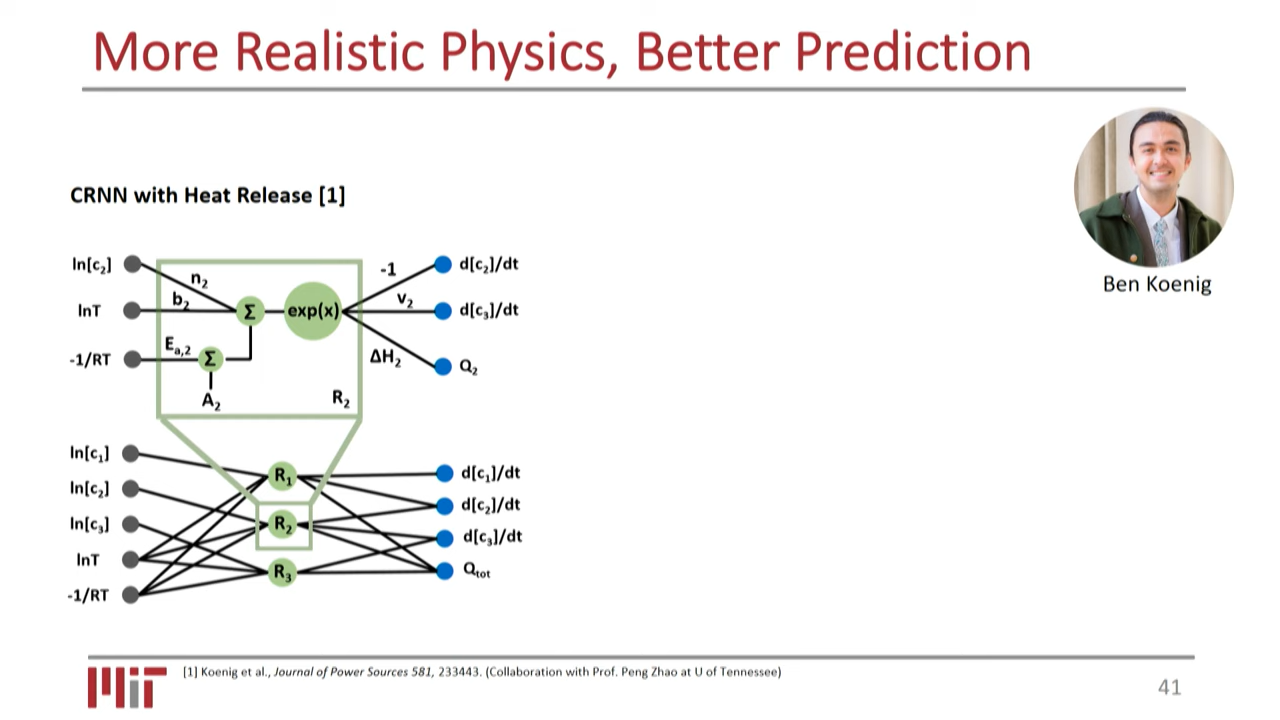 More Realistic Physics, Better Prediction
Ben Koenig
CRNN with Heat Release [1]
ln[c₂]
lnT
-1/RT
n₂
b₂
Eₐ,₂
Σ
Σ
A₂
exp(x)
R₂
-1
v₂
ΔH₂
d[c₂]/dt
d[c₃]/dt
Q₂
ln[c₁]
ln[c₂]
ln[c₃]
lnT
-1/RT
R₁
R₂
R₃
d[c₁]/dt
d[c₂]/dt
d[c₃]/dt
Qtot
MIT
[1] Koenig et al., Journal of Power Sources 581, 233443. (Collaboration with Prof. Peng Zhao at U of Tennessee)
41